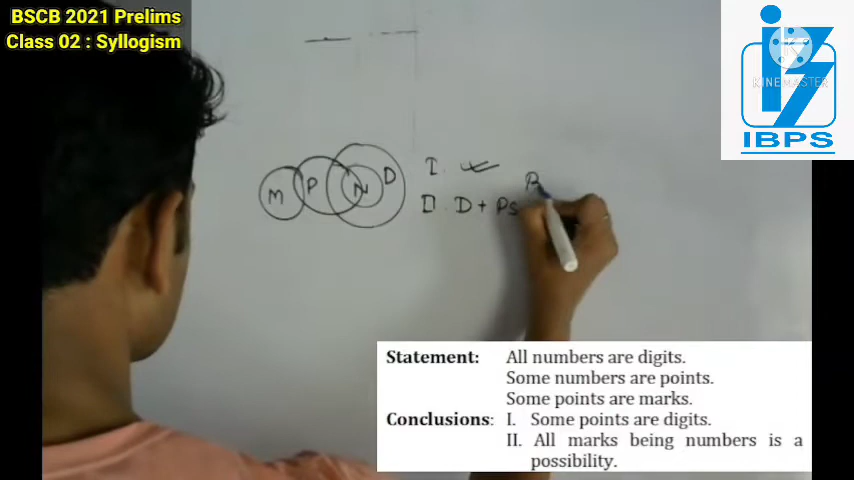 BSCB 2021 Prelims
Class 02 : Syllogism
KINEMASTER
IBPS
M P N D
I.
II. D + Ps
Statement: All numbers are digits.
Some numbers are points.
Some points are marks.
Conclusions: I. Some points are digits.
II. All marks being numbers is a
possibility.